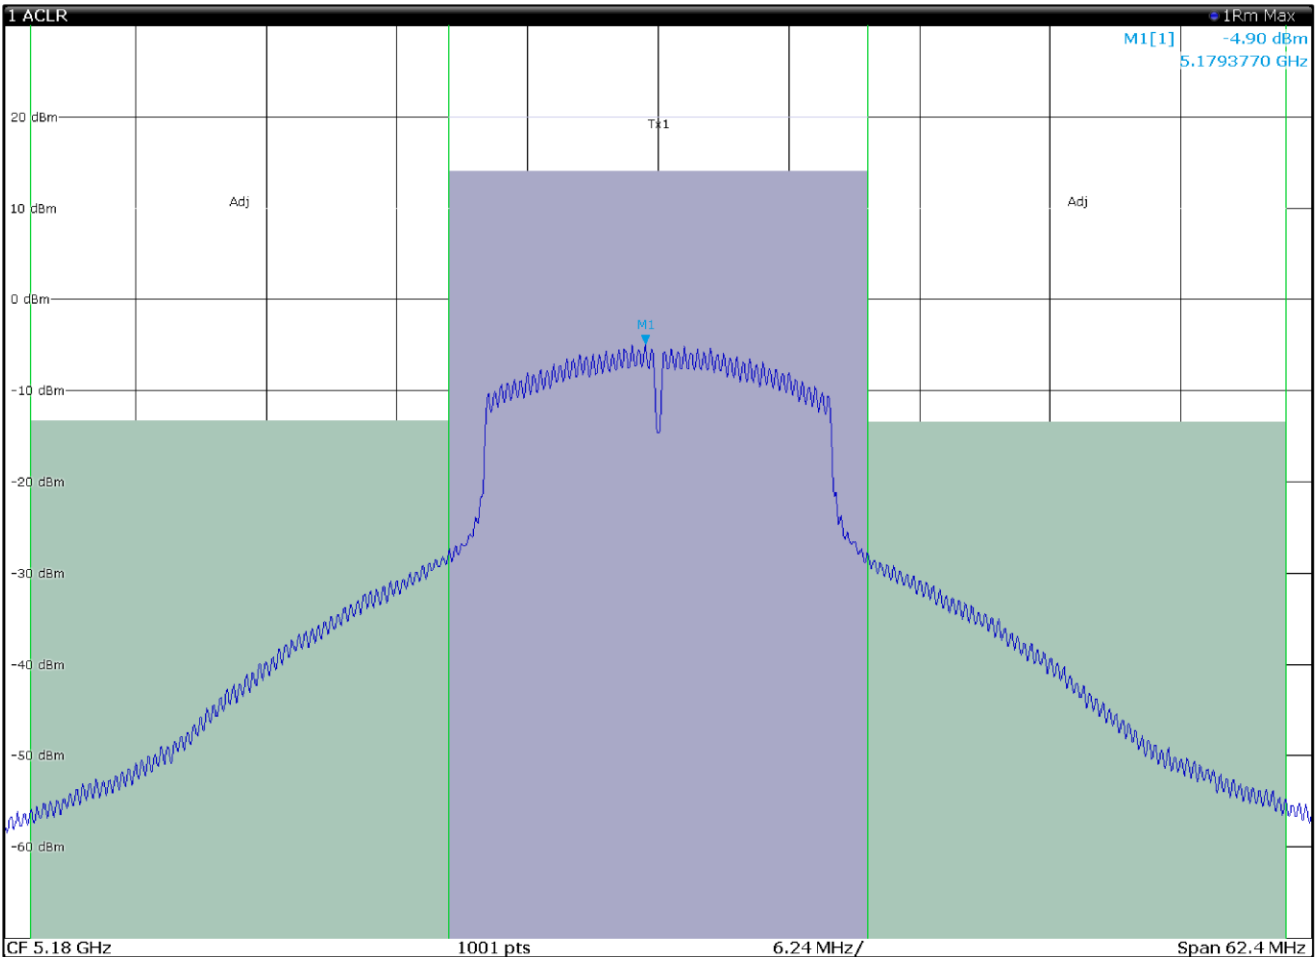 1 ACLR
1Rm Max
M1[1] -4.90 dBm
5.1793770 GHz
20 dBm
Tx1
Adj
Adj
10 dBm
0 dBm
M1
-10 dBm
-20 dBm
-30 dBm
-40 dBm
-50 dBm
-60 dBm
CF 5.18 GHz 1001 pts 6.24 MHz/ Span 62.4 MHz